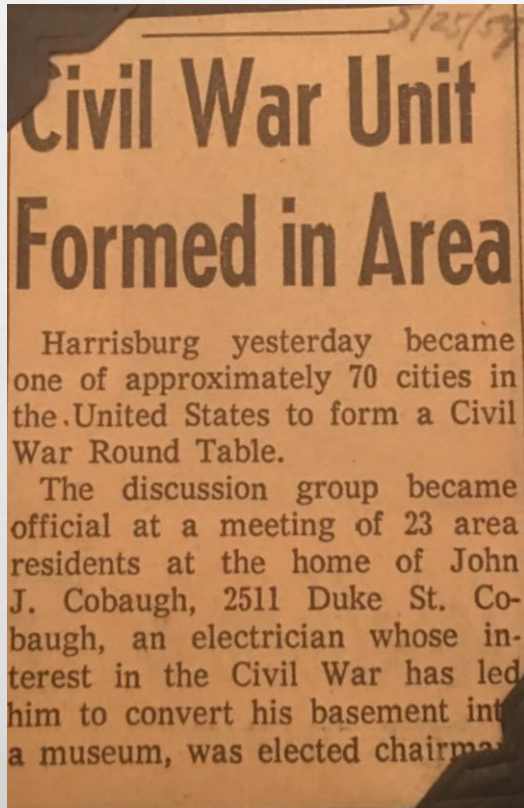 5/25/59
Civil War Unit
Formed in Area
Harrisburg yesterday became
one of approximately 70 cities in
the United States to form a Civil
War Round Table.
The discussion group became
official at a meeting of 23 area
residents at the home of John
J. Cobaugh, 2511 Duke St. Co-
baugh, an electrician whose in-
terest in the Civil War has led
him to convert his basement int
a museum, was elected chairma